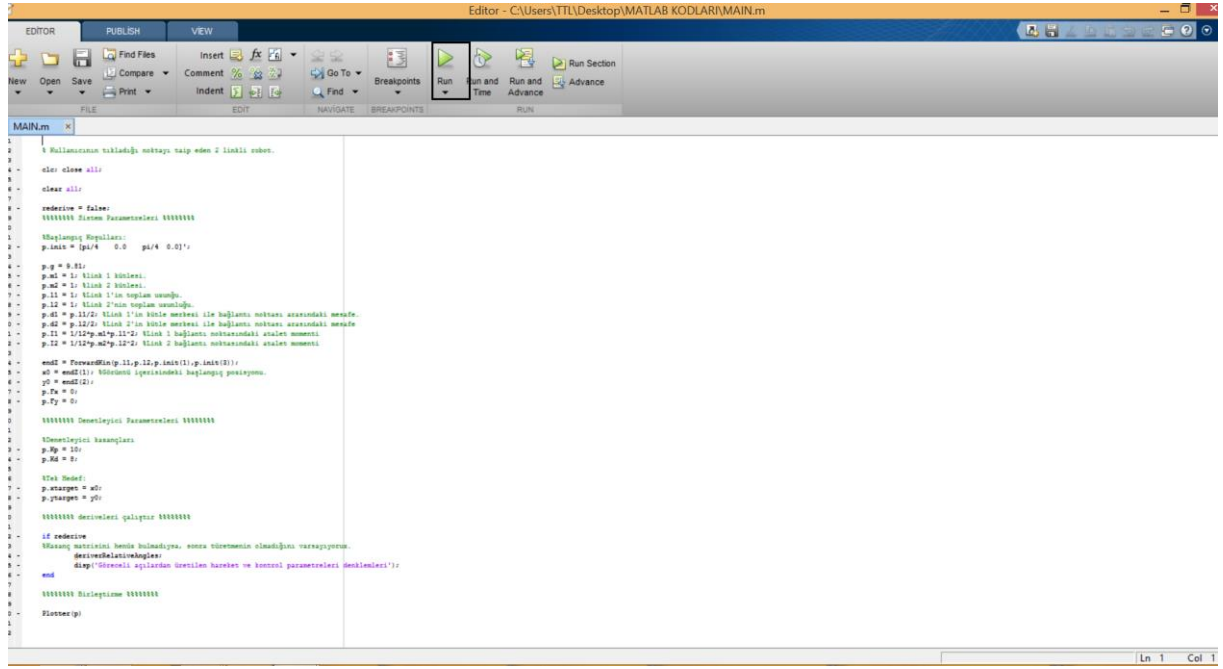 Editor - C:\Users\TTL\Desktop\MATLAB KODLARI\MAIN.m
EDITOR PUBLISH VIEW
New Open Save Find Files Compare Print
Insert fx Comment Indent
Go To Find
Breakpoints
Run Run and Time Run and Advance Run Section Advance
FILE EDIT NAVIGATE BREAKPOINTS RUN
MAIN.m
% Kullanıcının tıkladığı noktayı taip eden 2 linkli robot.
clc; close all;
clear all;
rederive = false;
%%%%%%%% Sistem Parametreleri %%%%%%%%
%Başlangıç Koşulları:
p.init = [pi/4 0.0 pi/4 0.0]';
p.g = 9.81;
p.m1 = 1; %Link 1 kütlesi.
p.m2 = 1; %Link 2 kütlesi.
p.l1 = 1; %Link 1'in toplam uzunğu.
p.l2 = 1; %Link 2'nin toplam uzunluğu.
p.d1 = p.l1/2; %Link 1'in kütle merkesi ile bağlantı noktası arasındaki mesafe.
p.d2 = p.l2/2; %Link 2'in kütle merkesi ile bağlantı noktası arasındaki mesafe
p.I1 = 1/12*p.m1*p.l1^2; %Link 1 bağlantı noktasındaki atalet momenti
p.I2 = 1/12*p.m2*p.l2^2; %Link 2 bağlantı noktasındaki atalet momenti
endZ = ForwardKin(p.l1,p.l2,p.init(1),p.init(3));
x0 = endZ(1); %Görüntü içerisindeki başlangıç posisyonu.
y0 = endZ(2);
p.Fx = 0;
p.Fy = 0;
%%%%%%%% Denetleyici Parametreleri %%%%%%%%
%Denetleyici kazançları
p.Kp = 10;
p.Kd = 8;
%Tek Hedef:
p.xtarget = x0;
p.ytarget = y0;
%%%%%%%% deriveleri çalıştır %%%%%%%%
if rederive
%Kazanç matrisini henüs bulmadıysa, sonra türetmenin olmadığını varsayıyorum.
deriverRelativeAngles;
disp('Göreceli açılardan üretilen hareket ve kontrol parametreleri denklemleri');
end
%%%%%%%% Birleştirme %%%%%%%%
Plotter(p)
Ln 1 Col 1